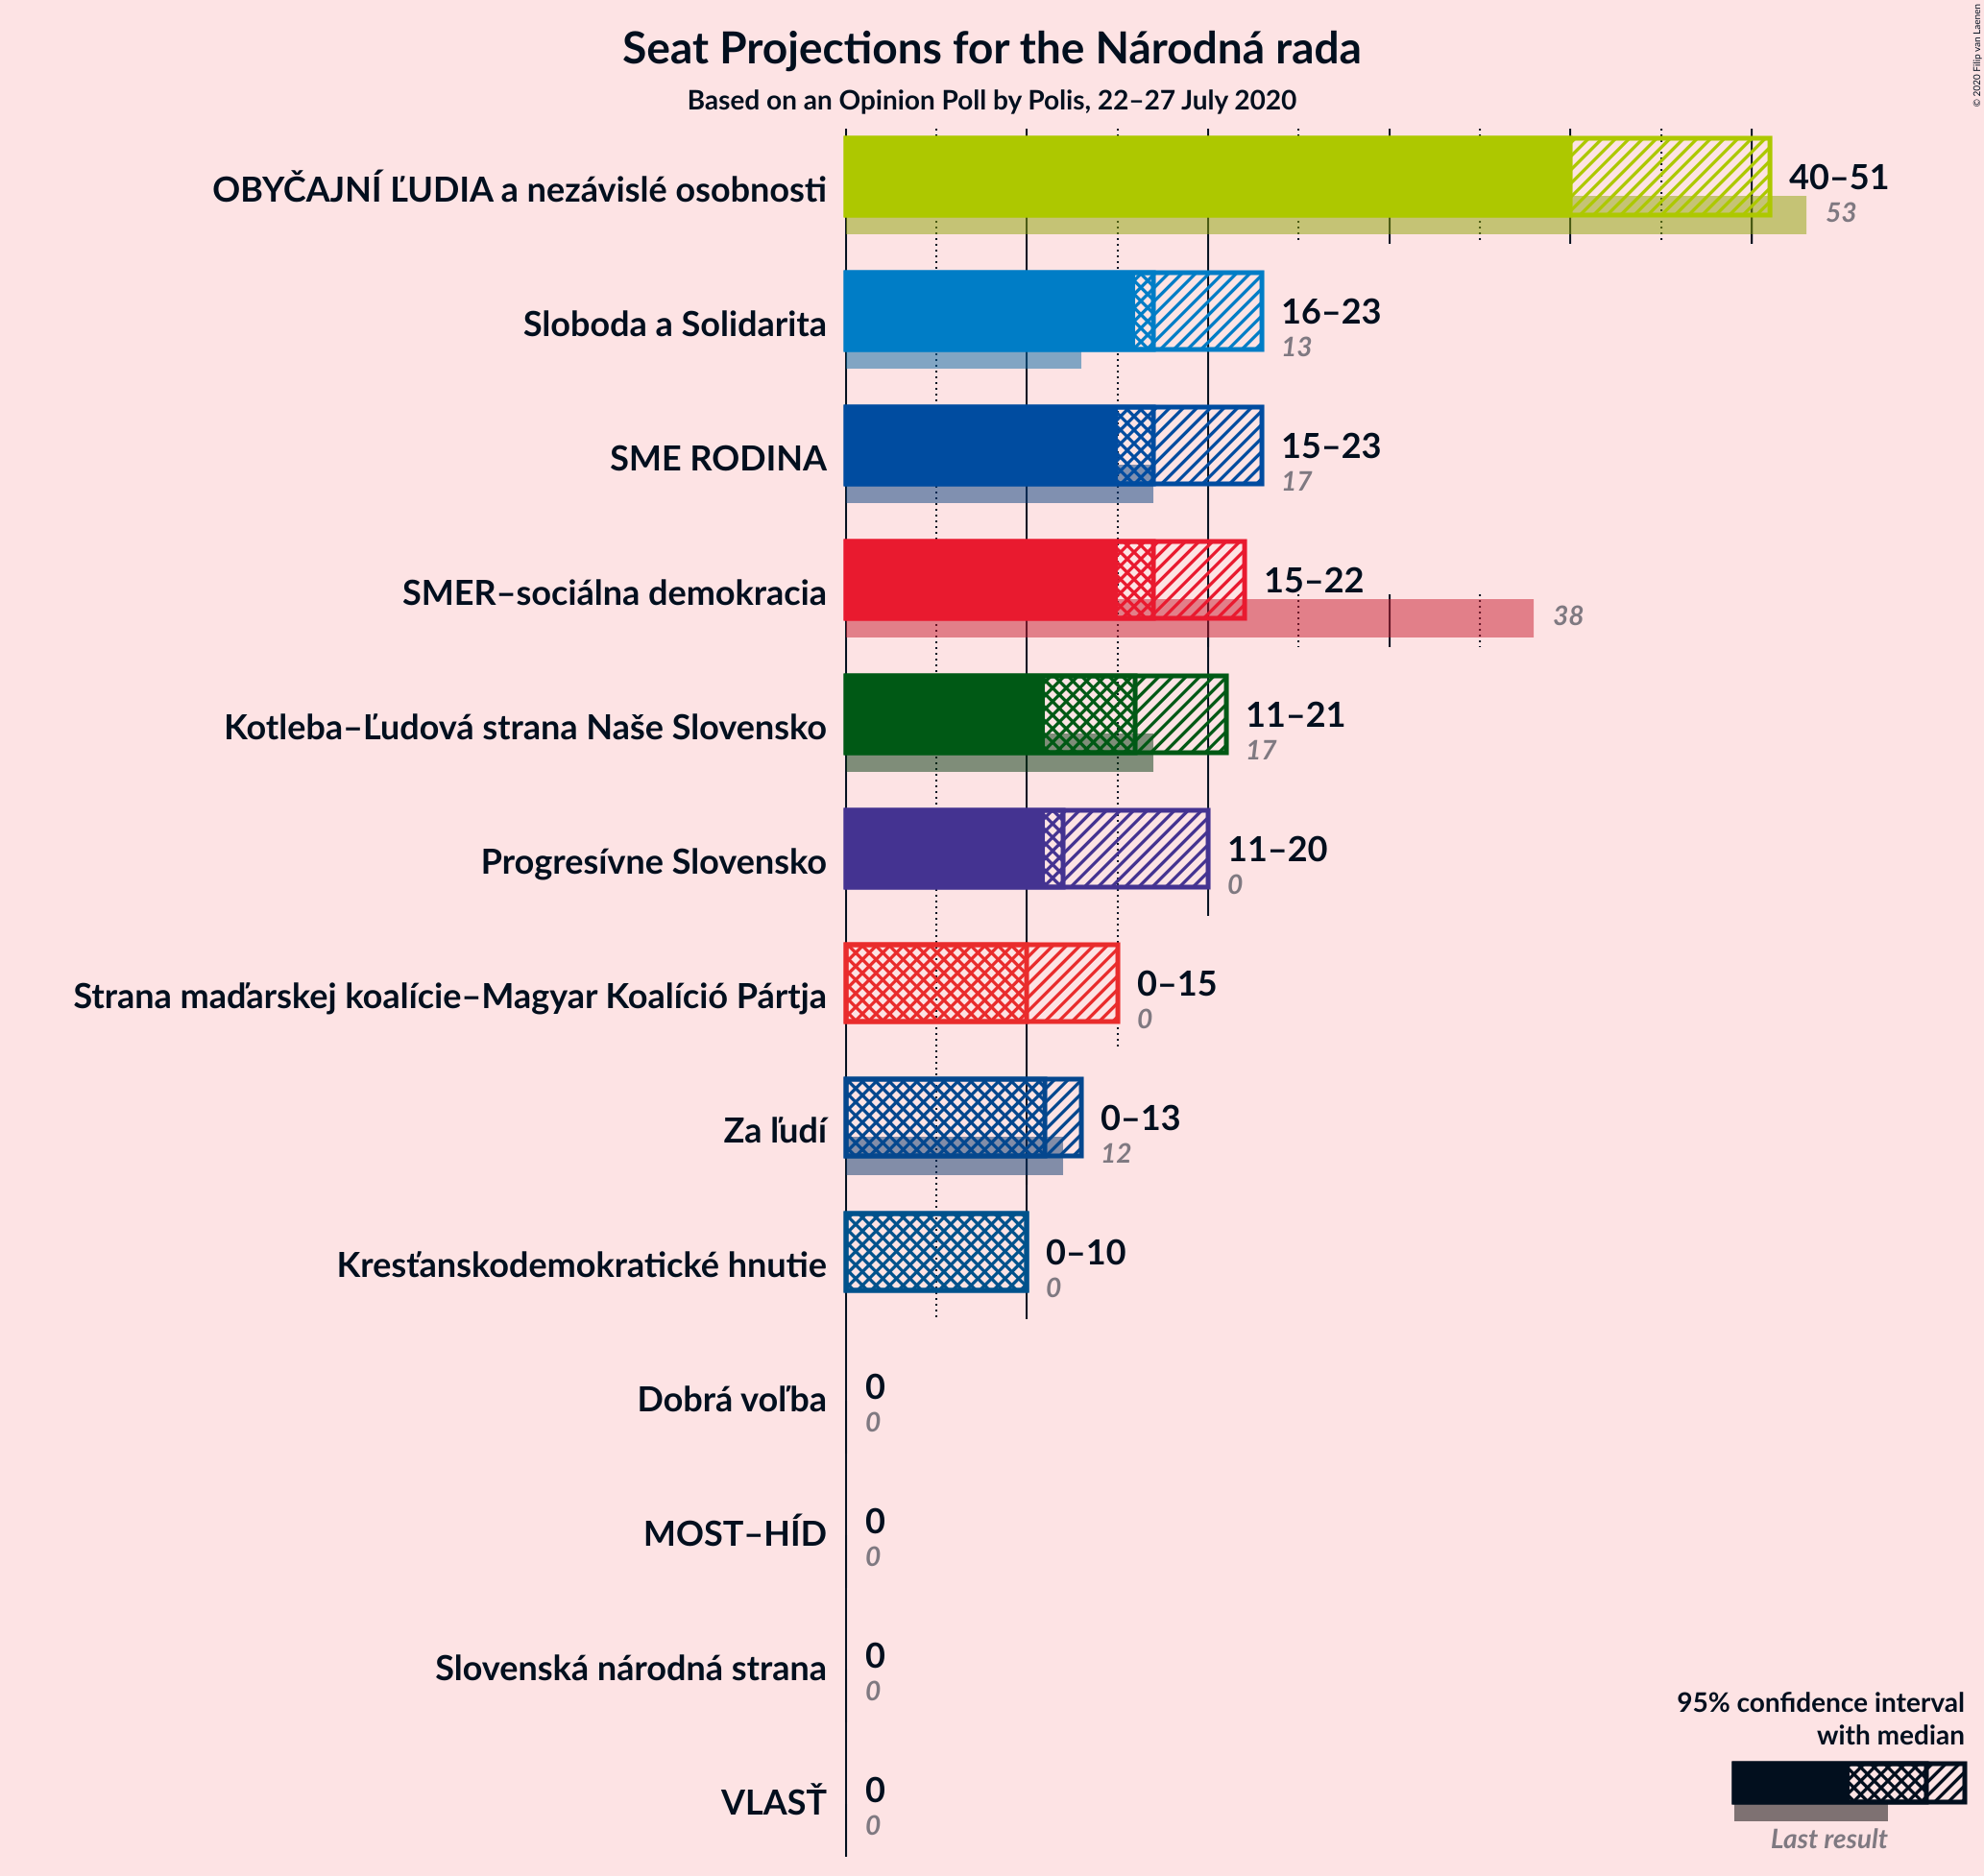 Seat Projections for the Národná rada
Based on an Opinion Poll by Polis, 22–27 July 2020
© 2020 Filip van Laenen
OBYČAJNÍ ĽUDIA a nezávislé osobnosti
40–51
53
Sloboda a Solidarita
16–23
13
SME RODINA
15–23
17
SMER–sociálna demokracia
15–22
38
Kotleba–Ľudová strana Naše Slovensko
11–21
17
Progresívne Slovensko
11–20
0
Strana maďarskej koalície–Magyar Koalíció Pártja
0–15
0
Za ľudí
0–13
12
Kresťanskodemokratické hnutie
0–10
0
Dobrá voľba
0
0
MOST–HÍD
0
0
Slovenská národná strana
0
0
VLASŤ
0
0
95% confidence interval
with median
Last result